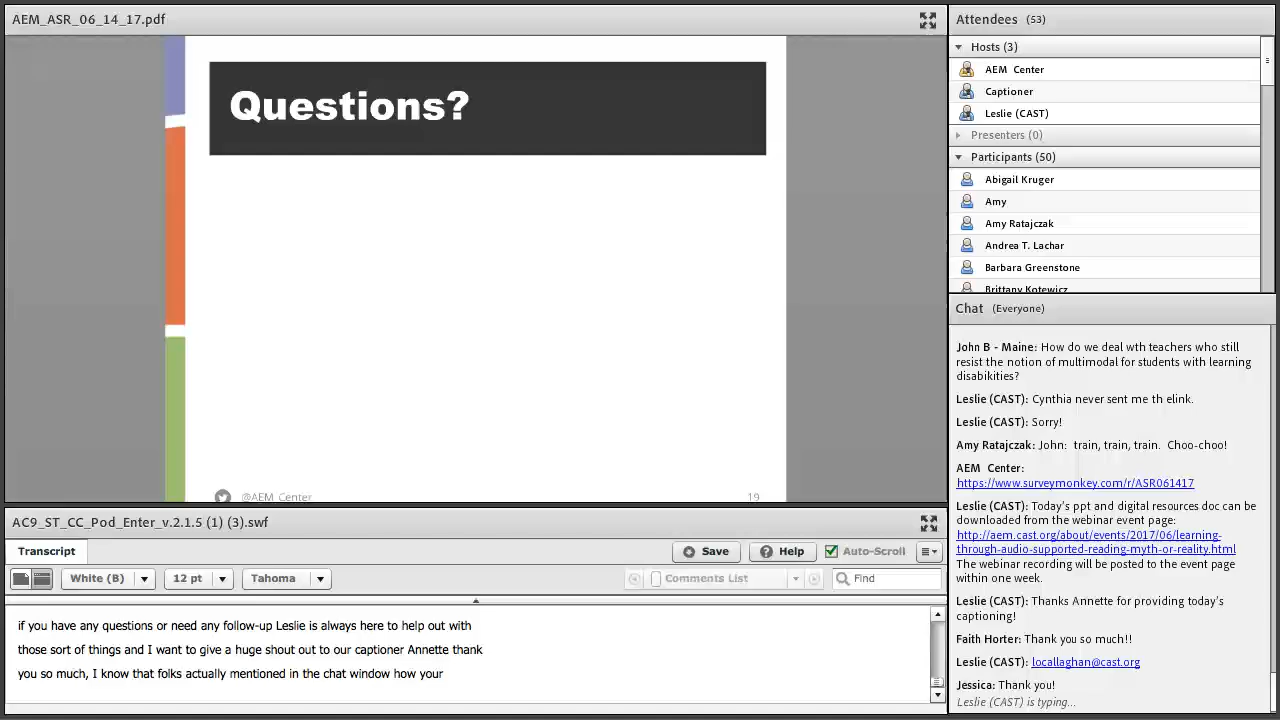 AEM_ASR_06_14_17.pdf
Questions?
@AEM_Center
19
AC9_ST_CC_Pod_Enter_v.2.1.5 (1) (3).swf
Transcript
Save
Help
Auto-Scroll
White (B)
12 pt
Tahoma
Comments List
Find
if you have any questions or need any follow-up Leslie is always here to help out with
those sort of things and I want to give a huge shout out to our captioner Annette thank
you so much, I know that folks actually mentioned in the chat window how your
Attendees (53)
Hosts (3)
AEM Center
Captioner
Leslie (CAST)
Presenters (0)
Participants (50)
Abigail Kruger
Amy
Amy Ratajczak
Andrea T. Lachar
Barbara Greenstone
Brittany Kotewicz
Chat (Everyone)
John B - Maine: How do we deal wth teachers who still
resist the notion of multimodal for students with learning
disabikities?
Leslie (CAST): Cynthia never sent me th elink.
Leslie (CAST): Sorry!
Amy Ratajczak: John: train, train, train. Choo-choo!
AEM Center:
https://www.surveymonkey.com/r/ASR061417
Leslie (CAST): Today's ppt and digital resources doc can be
downloaded from the webinar event page:
http://aem.cast.org/about/events/2017/06/learning-
through-audio-supported-reading-myth-or-reality.html
The webinar recording will be posted to the event page
within one week.
Leslie (CAST): Thanks Annette for providing today's
captioning!
Faith Horter: Thank you so much!!
Leslie (CAST): locallaghan@cast.org
Jessica: Thank you!
Leslie (CAST) is typing...